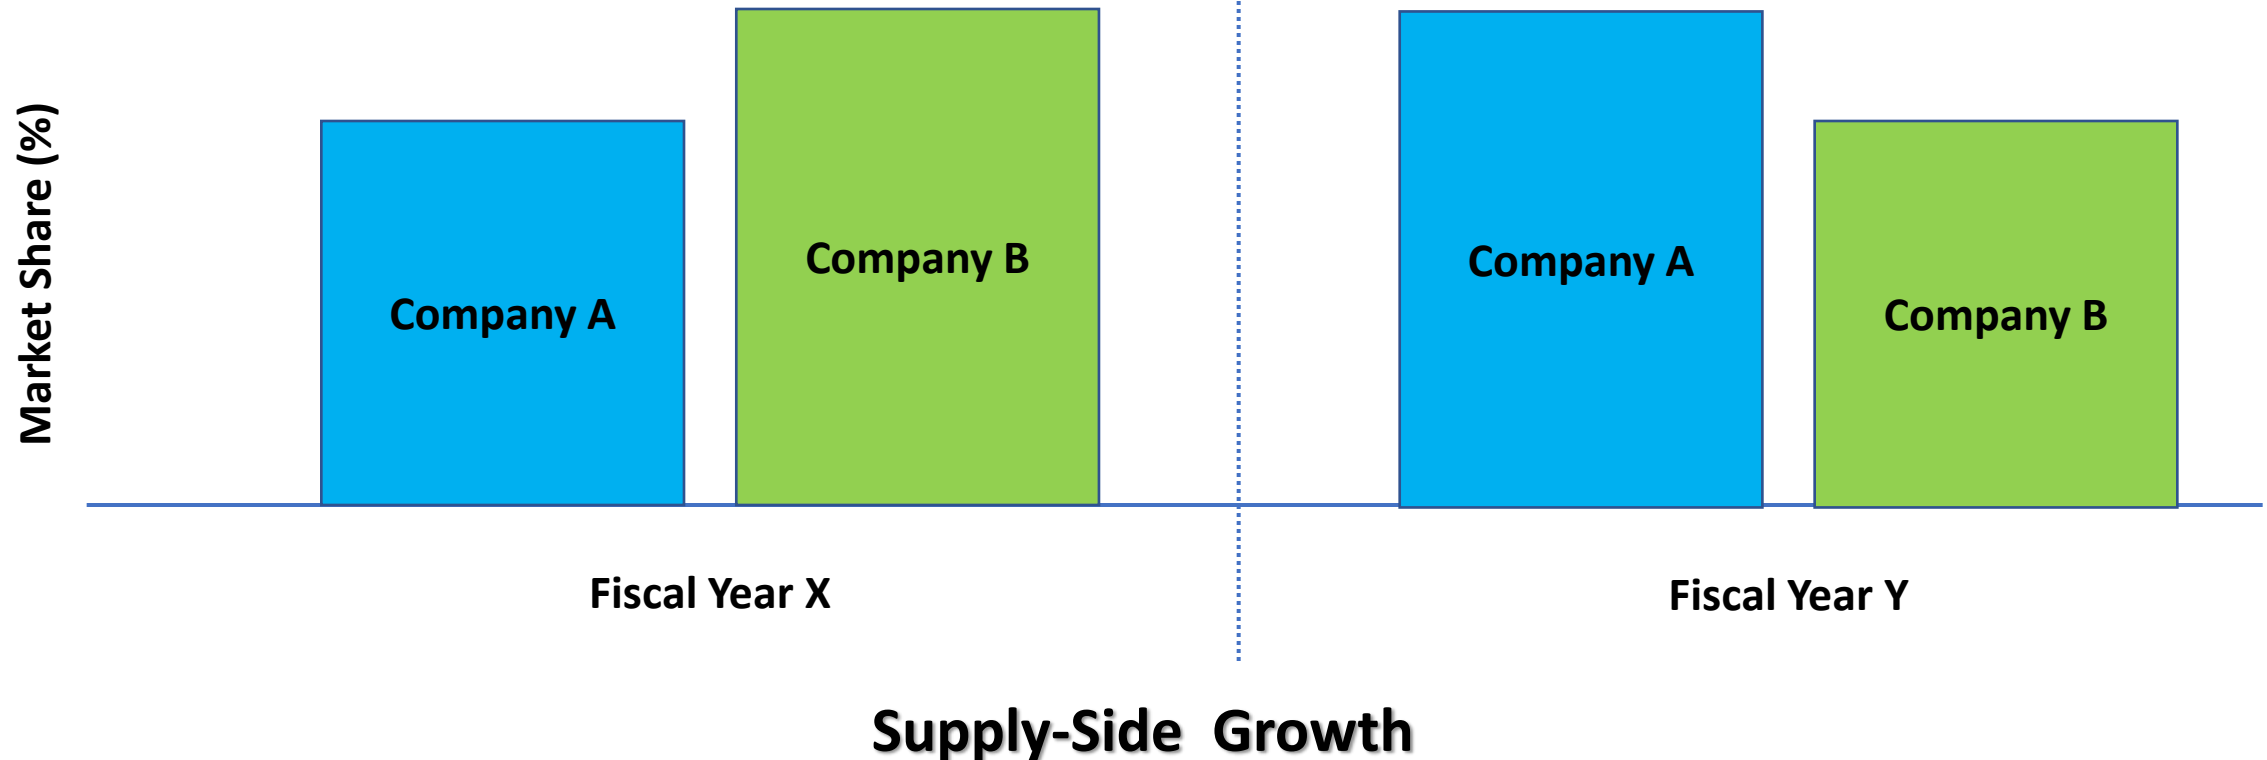 Market Share (%)
Company A
Company B
Company A
Company B
Fiscal Year X
Fiscal Year Y
Supply-Side Growth